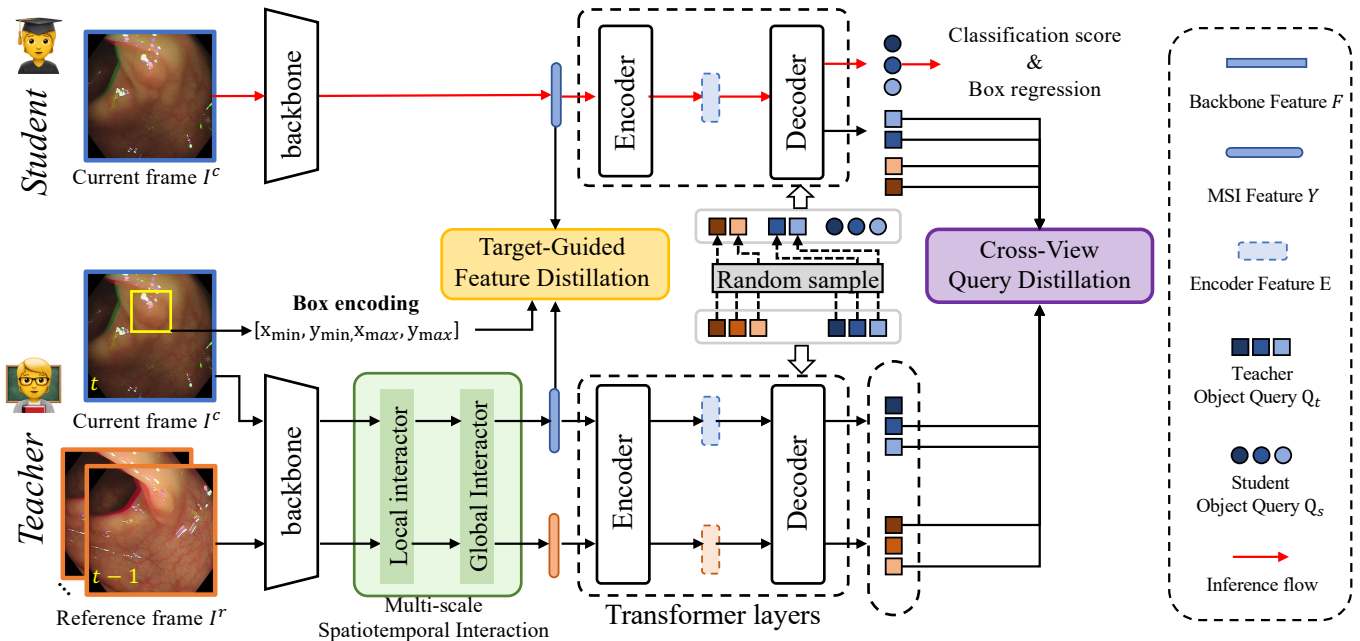 Student
Current frame I^c
backbone
Encoder
Decoder
Classification score
&
Box regression
Target-Guided
Feature Distillation
Random sample
Cross-View
Query Distillation
Box encoding
[x_min, y_min, x_max, y_max]
Teacher
t
Current frame I^c
t − 1
...
Reference frame I^r
backbone
Local interactor
Global Interactor
Multi-scale
Spatiotemporal Interaction
Encoder
Decoder
Transformer layers
Backbone Feature F
MSI Feature Y
Encoder Feature E
Teacher
Object Query Q_t
Student
Object Query Q_s
Inference flow